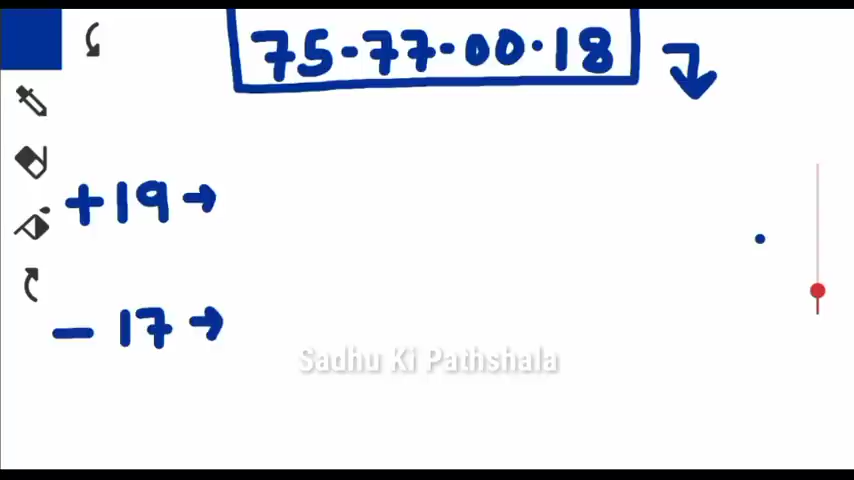 75-77-00.18
+19→
-17→
Sadhu Ki Pathshala